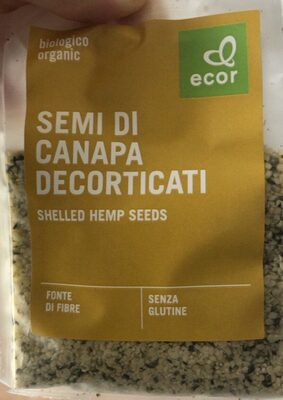 biologico
organic
ecor
SEMI DI
CANAPA
DECORTICATI
SHELLED HEMP SEEDS
FONTE
DI FIBRE
SENZA
GLUTINE